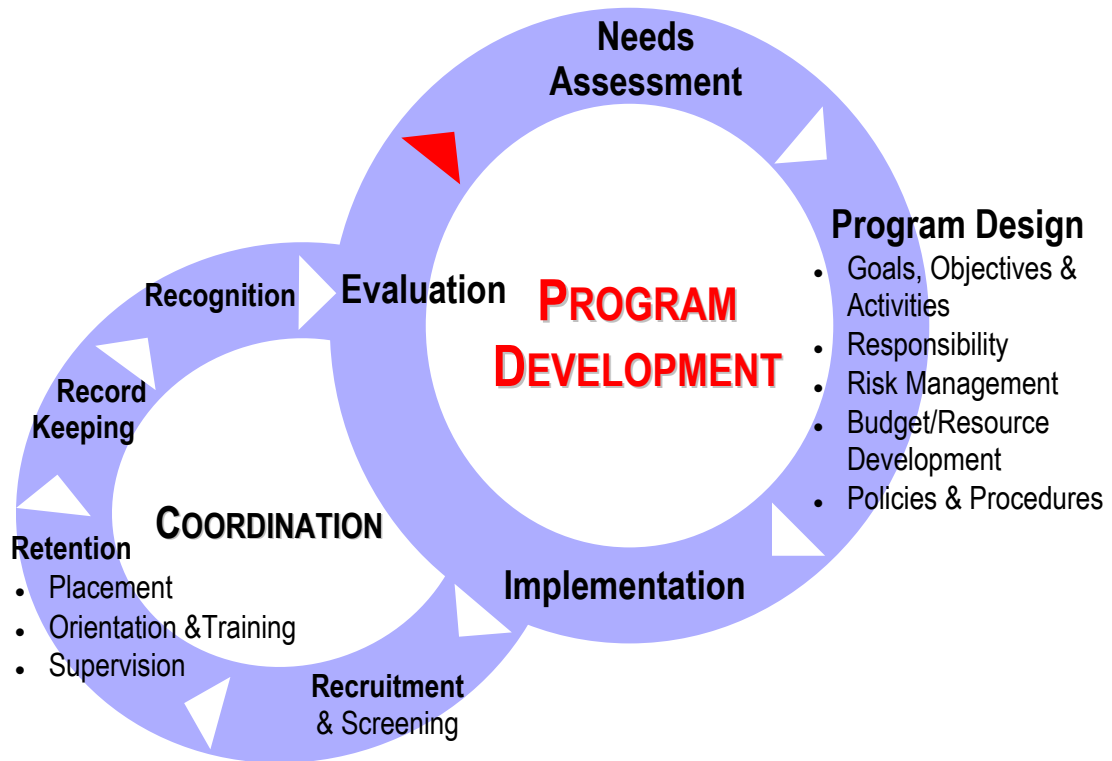 Needs
Assessment
Program Design
• Goals, Objectives &
Activities
• Responsibility
• Risk Management
• Budget/Resource
Development
• Policies & Procedures
PROGRAM
DEVELOPMENT
Evaluation
Implementation
Recognition
Record
Keeping
COORDINATION
Retention
• Placement
• Orientation &Training
• Supervision
Recruitment
& Screening